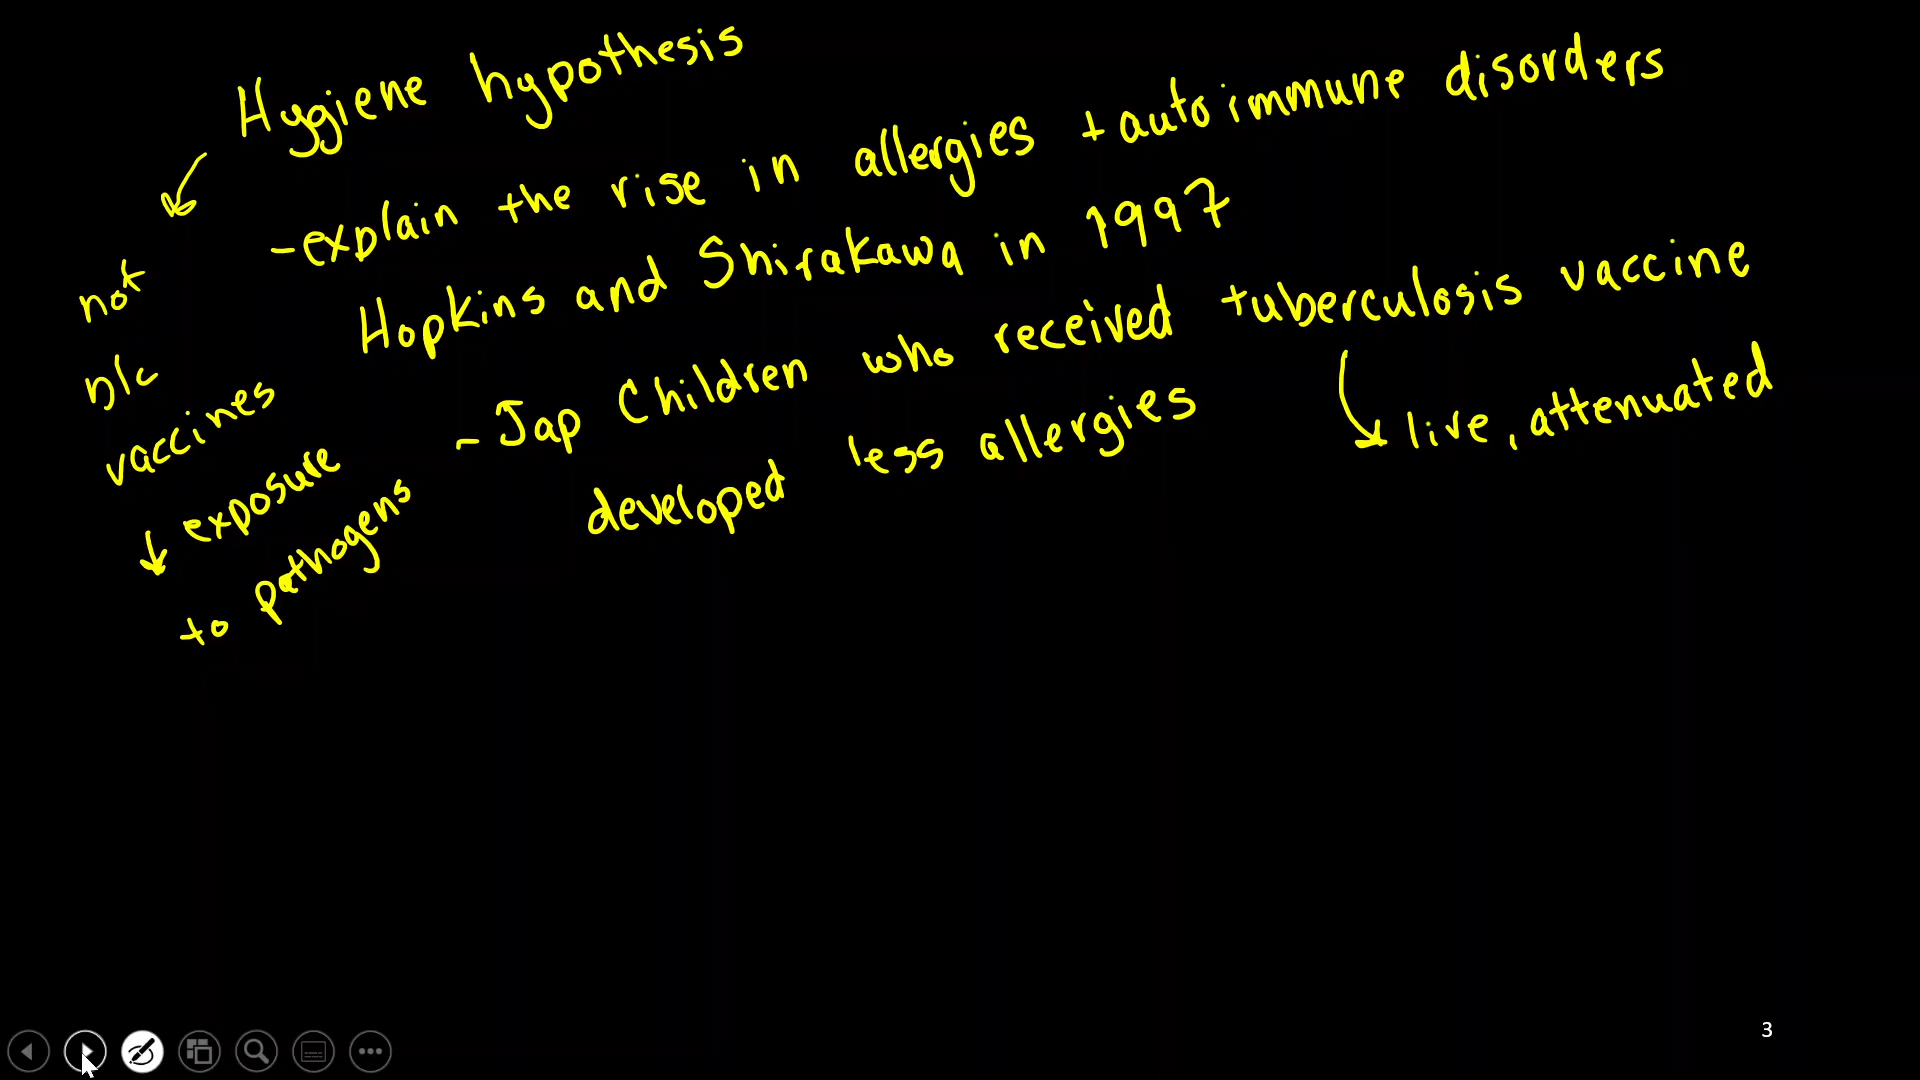 Hygiene hypothesis
-explain the rise in allergies + autoimmune disorders
Hopkins and Shirakawa in 1997
- Jap Children who received tuberculosis vaccine
developed less allergies
live, attenuated
not
b/c
vaccines
↓ exposure
to pathogens
3